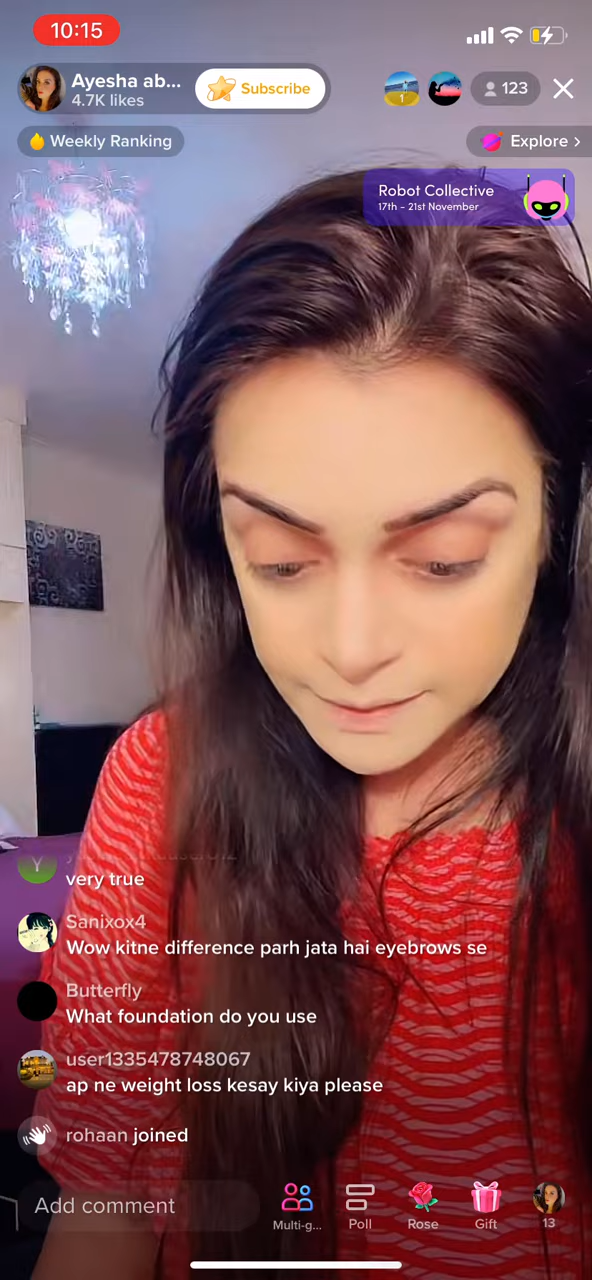 10:15
Ayesha ab...
4.7K likes
Subscribe
1
123
Weekly Ranking
Explore >
Robot Collective
17th - 21st November
Y
very true
Sanixox4
Wow kitne difference parh jata hai eyebrows se
Butterfly
What foundation do you use
user1335478748067
ap ne weight loss kesay kiya please
rohaan joined
Add comment
Multi-g...
Poll
Rose
Gift
13